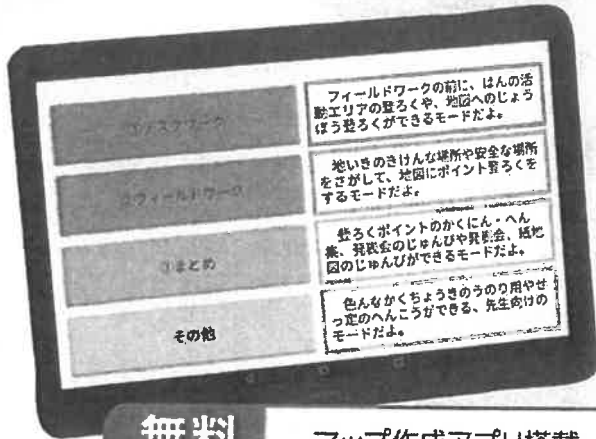 ①デスクワーク
フィールドワークの前に、はんの活
動エリアの登ろくや、地図へのじょう
ほう登ろくができるモードだよ。
②フィールドワーク
地いきのきけんな場所や安全な場所
をさがして、地図にポイント登ろくを
するモードだよ。
③まとめ
登ろくポイントのかくにん・へん
集、発表会のじゅんびや発表会、紙地
図のじゅんびができるモードだよ。
その他
色んなかくちょうきのうのり用やせ
っ定のへんこうができる、先生向けの
モードだよ。
無料
マップ作成アプリ搭載